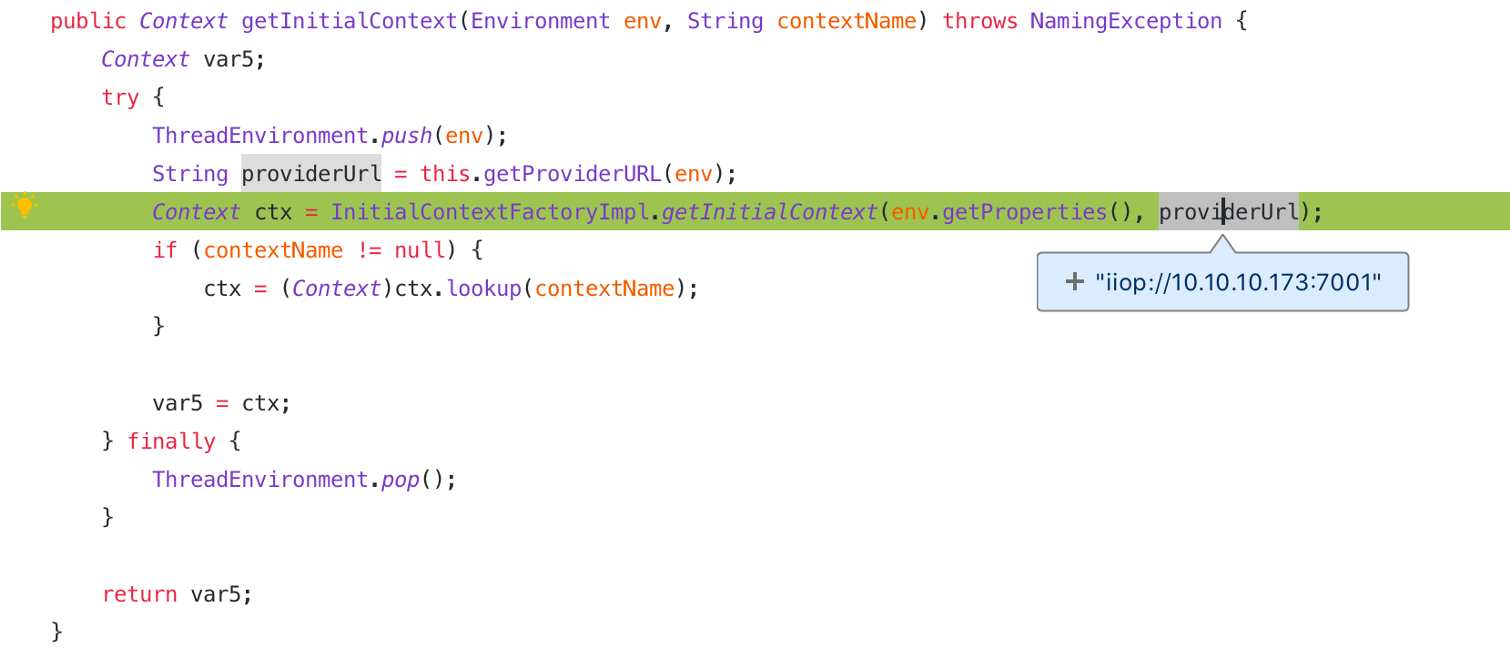 public Context getInitialContext(Environment env, String contextName) throws NamingException {
Context var5;
try {
ThreadEnvironment.push(env);
String providerUrl = this.getProviderURL(env);
Context ctx = InitialContextFactoryImpl.getInitialContext(env.getProperties(), providerUrl);
if (contextName != null) {
+ "iiop://10.10.10.173:7001"
ctx = (Context)ctx.lookup(contextName);
}
var5 = ctx;
} finally {
ThreadEnvironment.pop();
}
return var5;
}